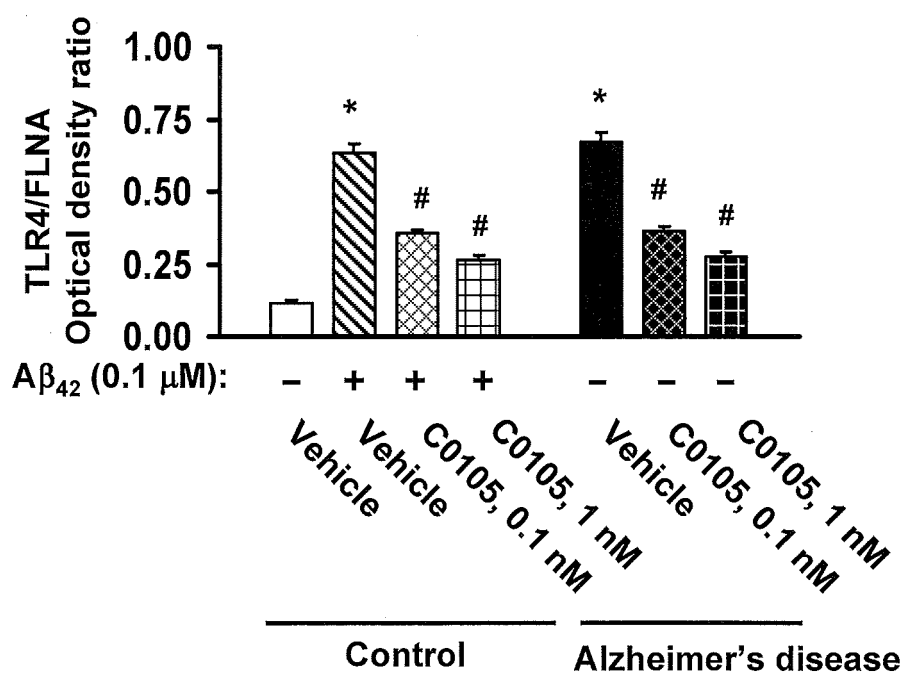 TLR4/FLNA
Optical density ratio
1.00
0.75
0.50
0.25
0.00
*
#
#
*
#
#
Aβ42 (0.1 μM): – + + + – – –
Vehicle
Vehicle
C0105, 0.1 nM
C0105, 1 nM
Vehicle
C0105, 0.1 nM
C0105, 1 nM
Control
Alzheimer's disease